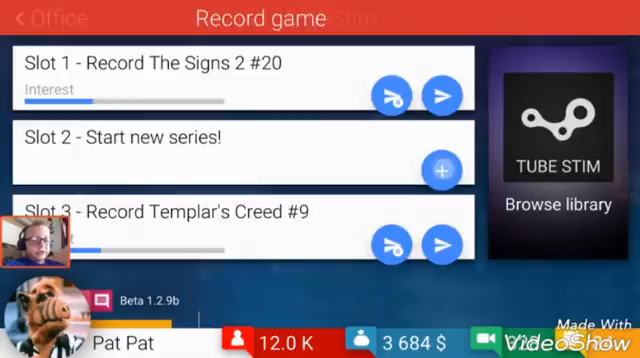 Office
Record game
Slot 1 - Record The Signs 2 #20
Interest
Slot 2 - Start new series!
Slot 3 - Record Templar's Creed #9
TUBE STIM
Browse library
Beta 1.2.9b
Pat Pat
12.0 K
3 684 $
Made With
VideoShow